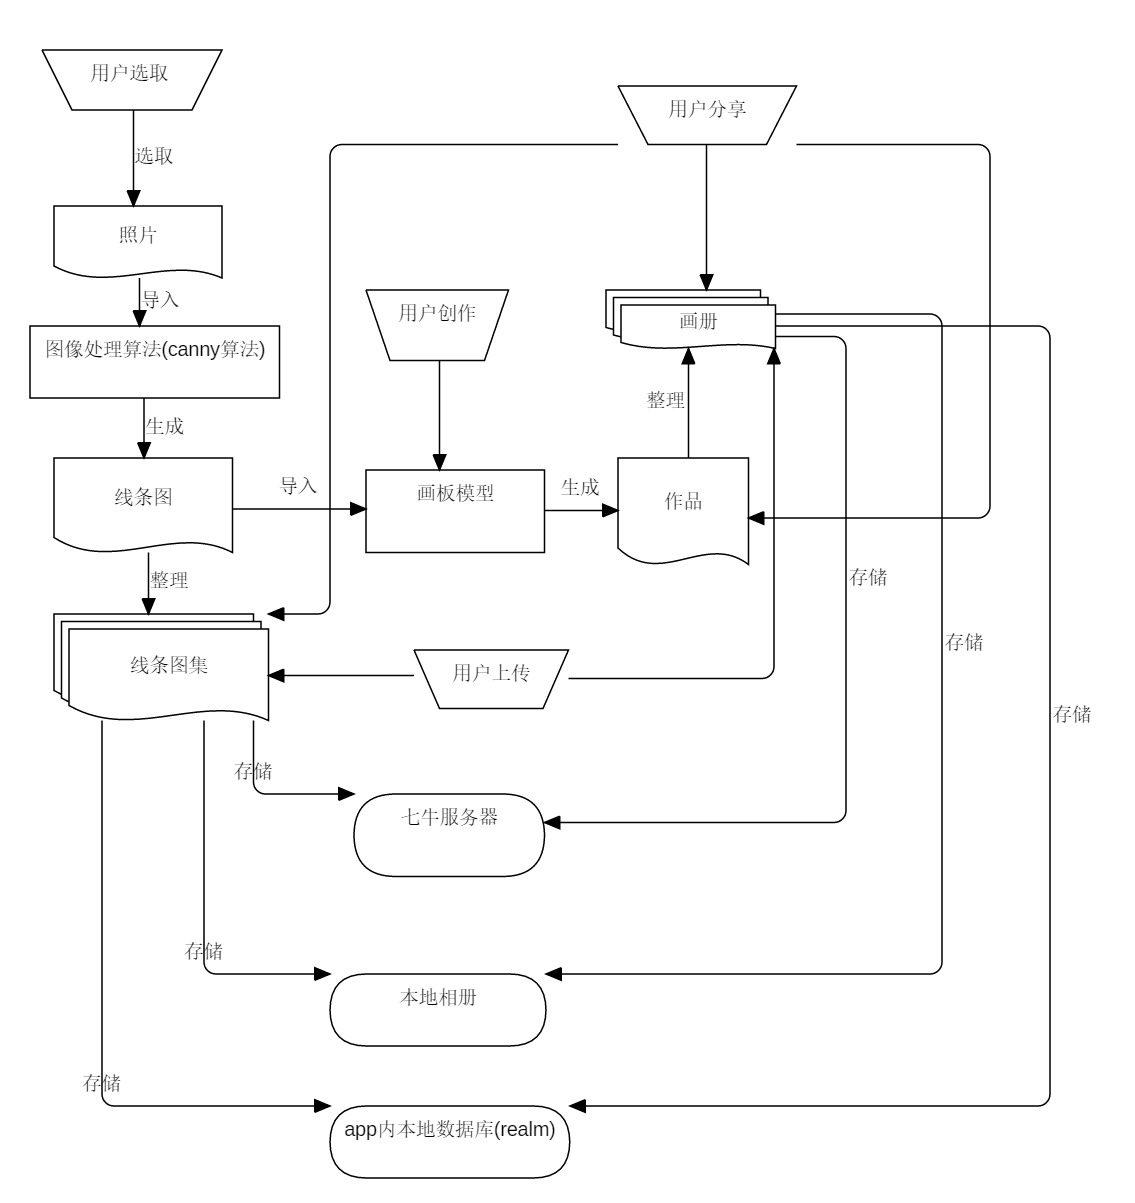 用户选取
用户分享
选取
照片
导入
用户创作
画册
图像处理算法(canny算法)
整理
生成
线条图
导入
画板模型
生成
作品
整理
存储
存储
线条图集
用户上传
存储
存储
七牛服务器
存储
本地相册
存储
app内本地数据库(realm)